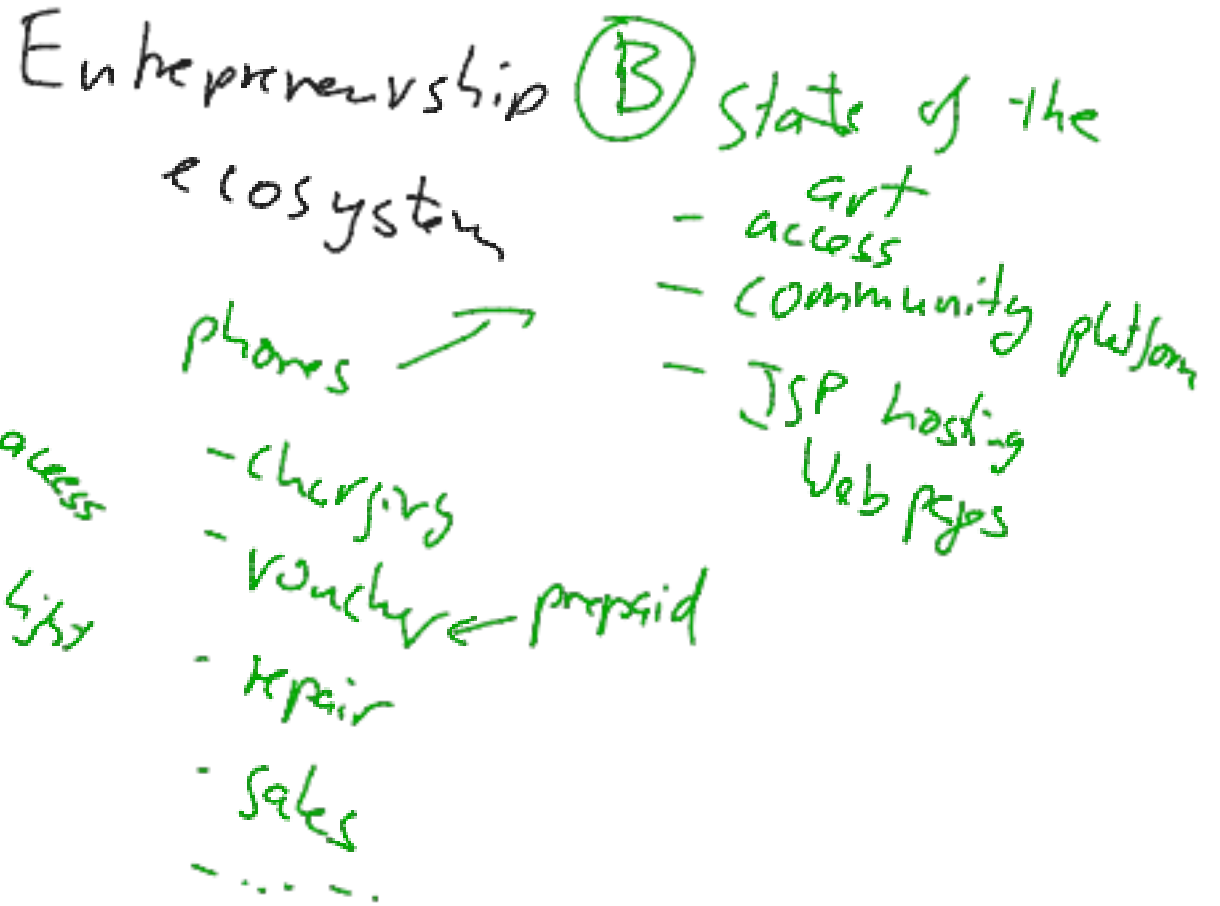 Entrepreneurship
ecosystem
B State of the
art
- access
- community platform
- ISP hosting
Web pages
phones →
access
- charging
- voucher ← prepaid
- repair
- sales
- ... -.